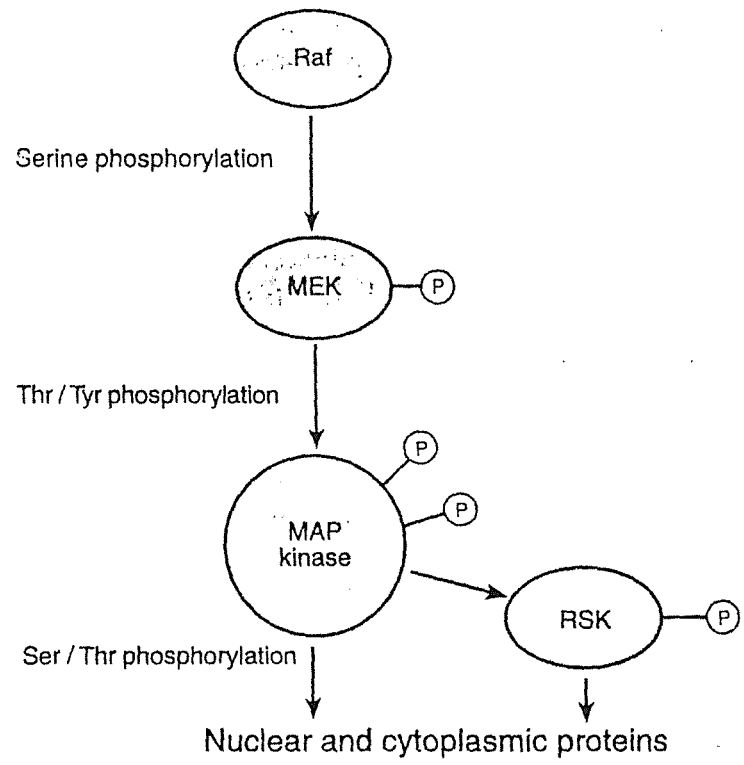 Raf
Serine phosphorylation
MEK
P
Thr / Tyr phosphorylation
P
P
MAP
kinase
RSK
P
Ser / Thr phosphorylation
Nuclear and cytoplasmic proteins